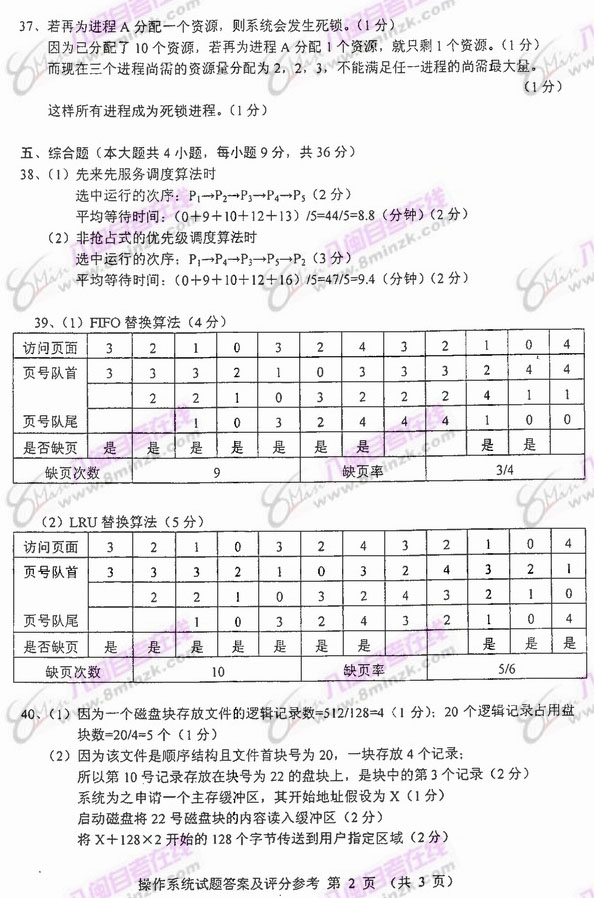 37、若再为进程 A 分配一个资源，则系统会发生死锁。（1 分）
因为已分配了 10 个资源，若再为进程 A 分配 1 个资源，就只剩 1 个资源。（1 分）
而现在三个进程尚需的资源量分配为 2，2，3，不能满足任一进程的尚需最大量。
（1 分）
这样所有进程成为死锁进程。（1 分）
五、综合题（本大题共 4 小题，每小题 9 分，共 36 分）
38、（1）先来先服务调度算法时
选中运行的次序：P₁→P₂→P₃→P₄→P₅（2 分）
平均等待时间：（0＋9＋10＋12＋13）/5=44/5=8.8（分钟）（2 分）
（2）非抢占式的优先级调度算法时
选中运行的次序：P₁→P₄→P₃→P₅→P₂（3 分）
平均等待时间：（0＋9＋10＋12＋16）/5=47/5=9.4（分钟）（2 分）
39、（1）FIFO 替换算法（4 分）
访问页面 3 2 1 0 3 2 4 3 2 1 0 4
页号队首 3 3 3 2 1 0 3 3 3 2 4 4
2 2 1 0 3 2 2 2 4 1 1
页号队尾 1 0 3 2 4 4 4 1 0 0
是否缺页 是 是 是 是 是 是 是 是 是
缺页次数 9 缺页率 3/4
（2）LRU 替换算法（5 分）
访问页面 3 2 1 0 3 2 4 3 2 1 0 4
页号队首 3 3 3 2 1 0 3 2 4 3 2 1
2 2 1 0 3 2 4 3 2 1 0
页号队尾 1 0 3 2 4 3 2 1 0 4
是否缺页 是 是 是 是 是 是 是 是 是 是
缺页次数 10 缺页率 5/6
40、（1）因为一个磁盘块存放文件的逻辑记录数=512/128=4（1 分）；20 个逻辑记录占用盘
块数=20/4=5 个（1 分）
（2）因为该文件是顺序结构且文件首块号为 20，一块存放 4 个记录；
所以第 10 号记录存放在块号为 22 的盘块上，是块中的第 3 个记录（2 分）
系统为之申请一个主存缓冲区，其开始地址假设为 X（1 分）
启动磁盘将 22 号磁盘块的内容读入缓冲区（2 分）
将 X＋128×2 开始的 128 个字节传送到用户指定区域（2 分）
操作系统试题答案及评分参考 第 2 页 （共 3 页）
八闽自考在线
www.8minzk.com